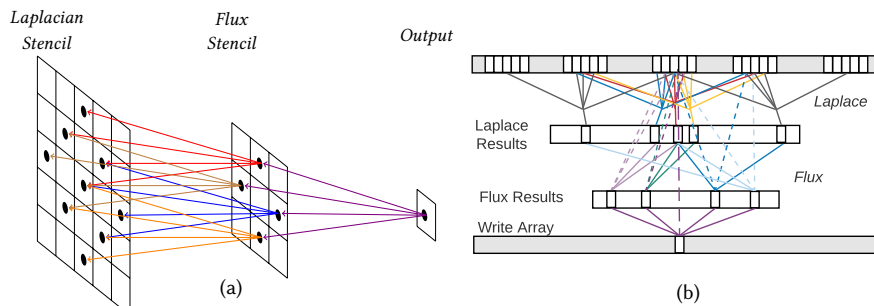 Laplacian
Stencil
Flux
Stencil
Output
(a)
Laplace
Laplace
Results
Flux
Flux Results
Write Array
(b)